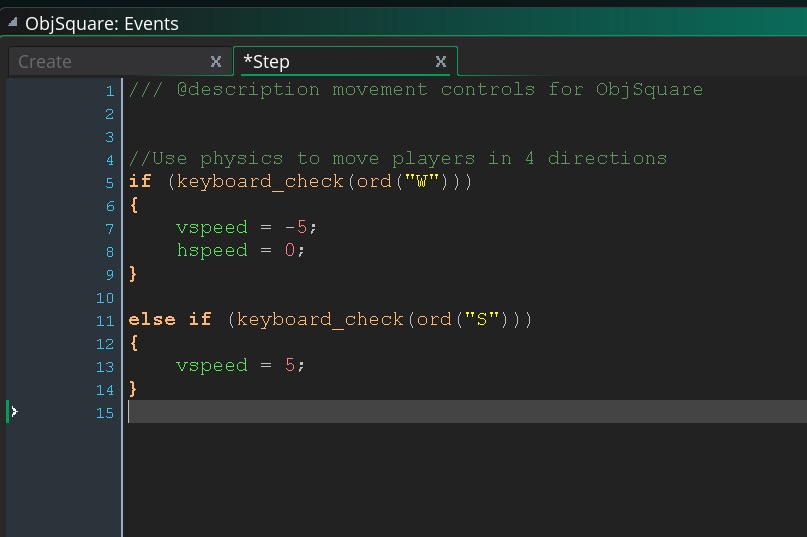 ObjSquare: Events
Create X *Step X
1 /// @description movement controls for ObjSquare
2
3
4 //Use physics to move players in 4 directions
5 if (keyboard_check(ord("W")))
6 {
7 vspeed = -5;
8 hspeed = 0;
9 }
10
11 else if (keyboard_check(ord("S")))
12 {
13 vspeed = 5;
14 }
15